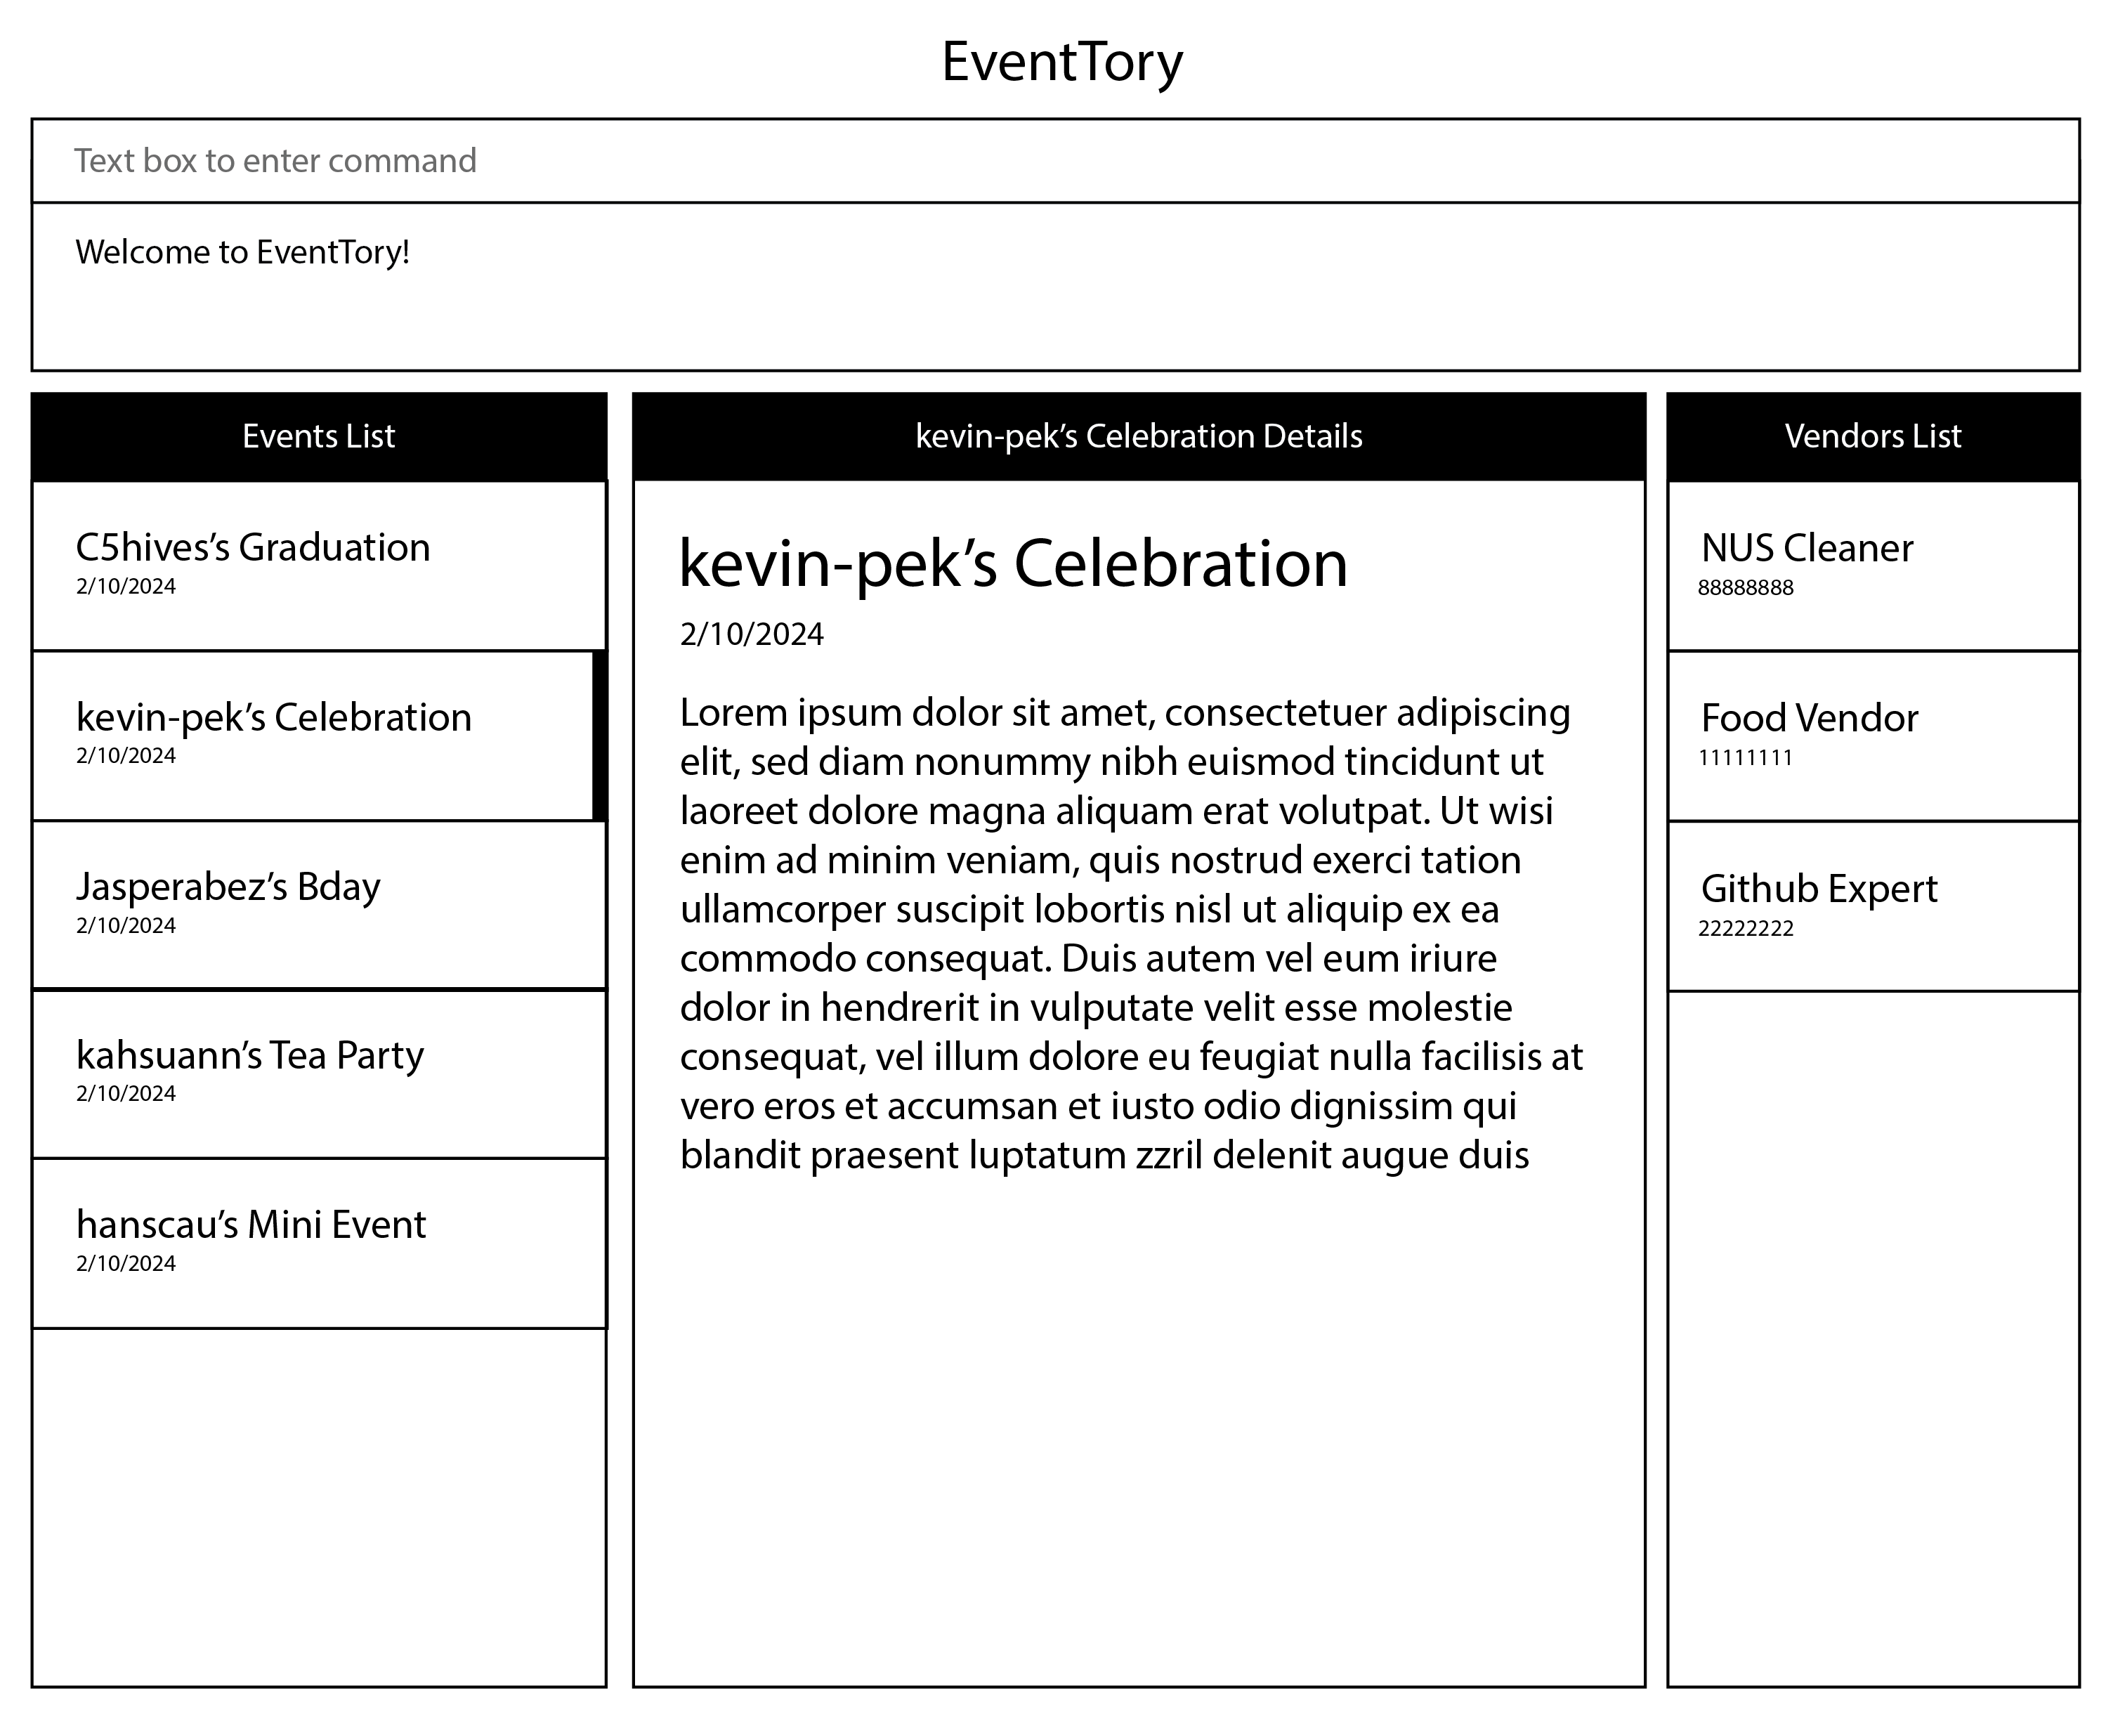 EventTory
Text box to enter command
Welcome to EventTory!
Events List
C5hives’s Graduation
2/10/2024
kevin-pek’s Celebration
2/10/2024
Jasperabez’s Bday
2/10/2024
kahsuann’s Tea Party
2/10/2024
hanscau’s Mini Event
2/10/2024
kevin-pek’s Celebration Details
kevin-pek’s Celebration
2/10/2024
Lorem ipsum dolor sit amet, consectetuer adipiscing
elit, sed diam nonummy nibh euismod tincidunt ut
laoreet dolore magna aliquam erat volutpat. Ut wisi
enim ad minim veniam, quis nostrud exerci tation
ullamcorper suscipit lobortis nisl ut aliquip ex ea
commodo consequat. Duis autem vel eum iriure
dolor in hendrerit in vulputate velit esse molestie
consequat, vel illum dolore eu feugiat nulla facilisis at
vero eros et accumsan et iusto odio dignissim qui
blandit praesent luptatum zzril delenit augue duis
Vendors List
NUS Cleaner
88888888
Food Vendor
11111111
Github Expert
22222222